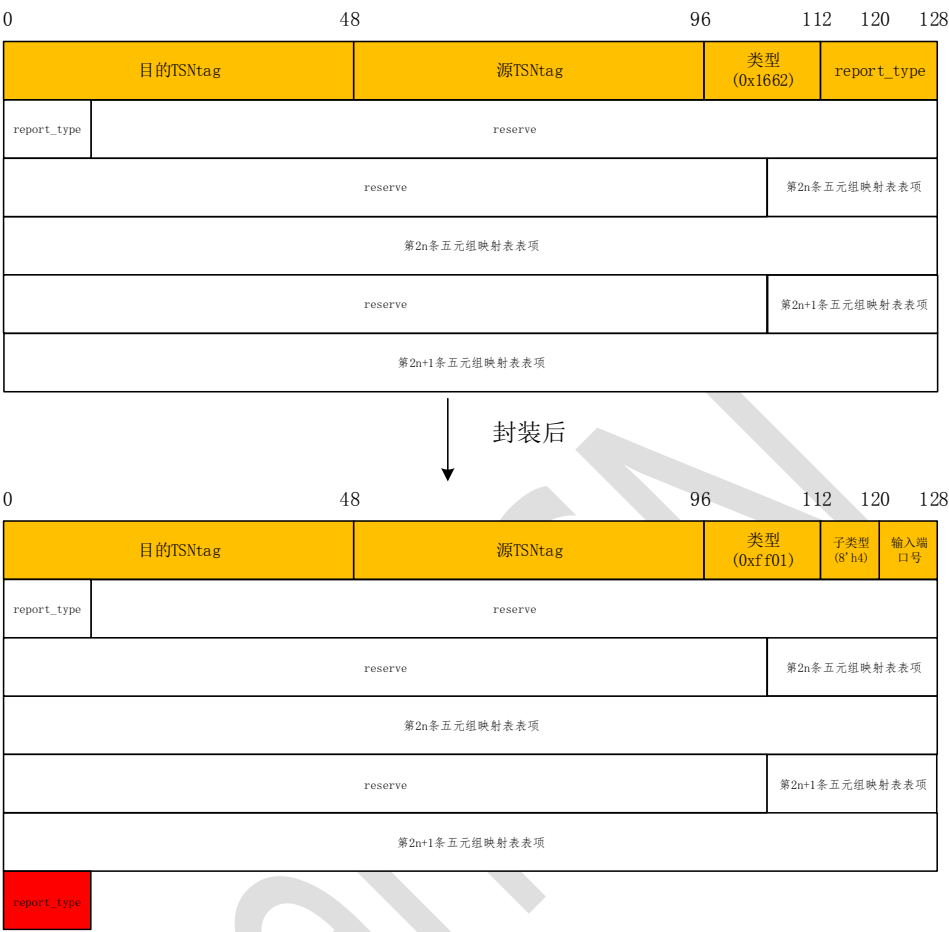 0 48 96 112 120 128
目的TSNtag 源TSNtag 类型 report_type
(0x1662)
report_type reserve
reserve 第2n条五元组映射表表项
第2n条五元组映射表表项
reserve 第2n+1条五元组映射表表项
第2n+1条五元组映射表表项
封装后
0 48 96 112 120 128
目的TSNtag 源TSNtag 类型 子类型 输入端
(0xff01) (8'h4) 口号
report_type reserve
reserve 第2n条五元组映射表表项
第2n条五元组映射表表项
reserve 第2n+1条五元组映射表表项
第2n+1条五元组映射表表项
report_type